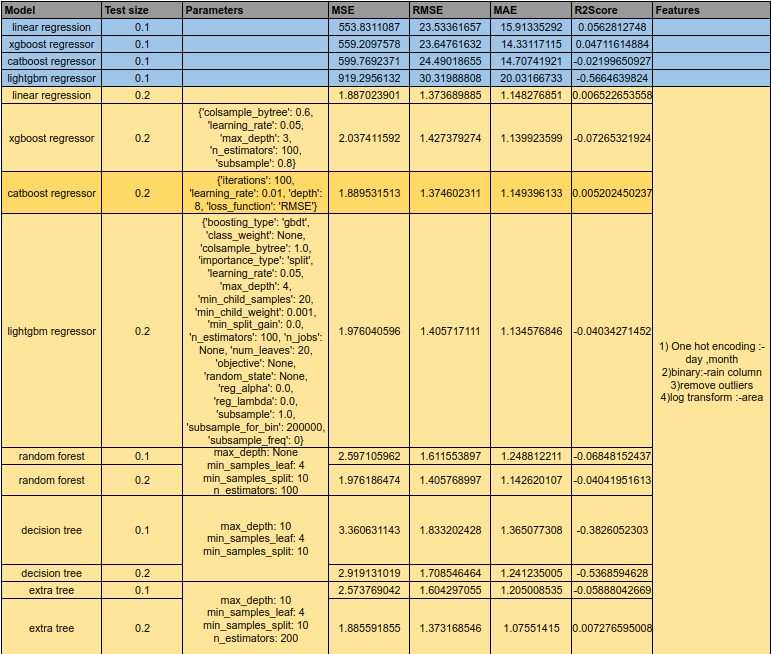 Model Test size Parameters MSE RMSE MAE R2Score Features
linear regression 0.1 553.8311087 23.53361657 15.91335292 0.0562812748
xgboost regressor 0.1 559.2097578 23.64761632 14.33117115 0.04711614884
catboost regressor 0.1 599.7692371 24.49018655 14.70741921 -0.02199650927
lightgbm regressor 0.1 919.2956132 30.31988808 20.03166733 -0.5664639824
linear regression 0.2 1.887023901 1.373689885 1.148276851 0.006522653558
xgboost regressor 0.2 {'colsample_bytree': 0.6,
'learning_rate': 0.05,
'max_depth': 3,
'n_estimators': 100,
'subsample': 0.8} 2.037411592 1.427379274 1.139923599 -0.07265321924
catboost regressor 0.2 {'iterations': 100,
'learning_rate': 0.01, 'depth':
8, 'loss_function': 'RMSE'} 1.889531513 1.374602311 1.149396133 0.005202450237
lightgbm regressor 0.2 {'boosting_type': 'gbdt',
'class_weight': None,
'colsample_bytree': 1.0,
'importance_type': 'split',
'learning_rate': 0.05,
'max_depth': 4,
'min_child_samples': 20,
'min_child_weight': 0.001,
'min_split_gain': 0.0,
'n_estimators': 100, 'n_jobs':
None, 'num_leaves': 20,
'objective': None,
'random_state': None,
'reg_alpha': 0.0,
'reg_lambda': 0.0,
'subsample': 1.0,
'subsample_for_bin': 200000,
'subsample_freq': 0} 1.976040596 1.405717111 1.134576846 -0.04034271452
1) One hot encoding :-
day ,month
2)binary:-rain column
3)remove outliers
4)log transform :-area
random forest 0.1 2.597105962 1.611553897 1.248812211 -0.06848152437
max_depth: None
min_samples_leaf: 4
min_samples_split: 10
n_estimators: 100
random forest 0.2 1.976186474 1.405768997 1.142620107 -0.04041951613
decision tree 0.1 3.360631143 1.833202428 1.365077308 -0.3826052303
max_depth: 10
min_samples_leaf: 4
min_samples_split: 10
decision tree 0.2 2.919131019 1.708546464 1.241235005 -0.5368594628
extra tree 0.1 2.573769042 1.604297055 1.205008535 -0.05888042669
max_depth: 10
min_samples_leaf: 4
min_samples_split: 10
n_estimators: 200
extra tree 0.2 1.885591855 1.373168546 1.07551415 0.007276595008